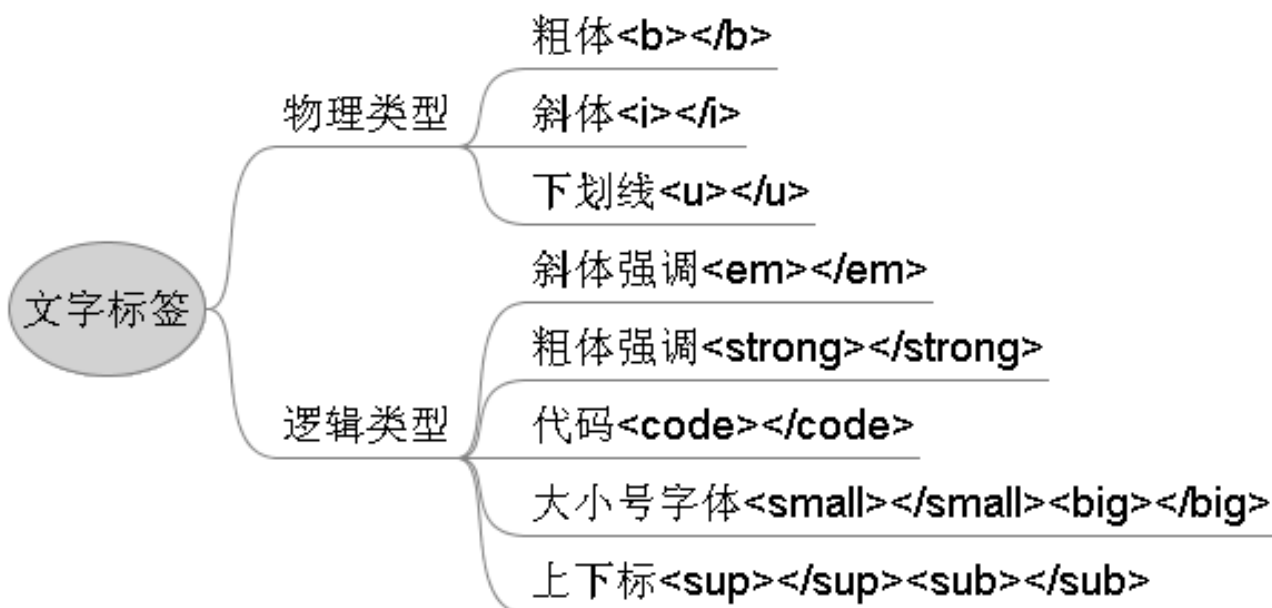 粗体<b></b>
物理类型
斜体<i></i>
下划线<u></u>
斜体强调<em></em>
文字标签
粗体强调<strong></strong>
逻辑类型
代码<code></code>
大小号字体<small></small><big></big>
上下标<sup></sup><sub></sub>